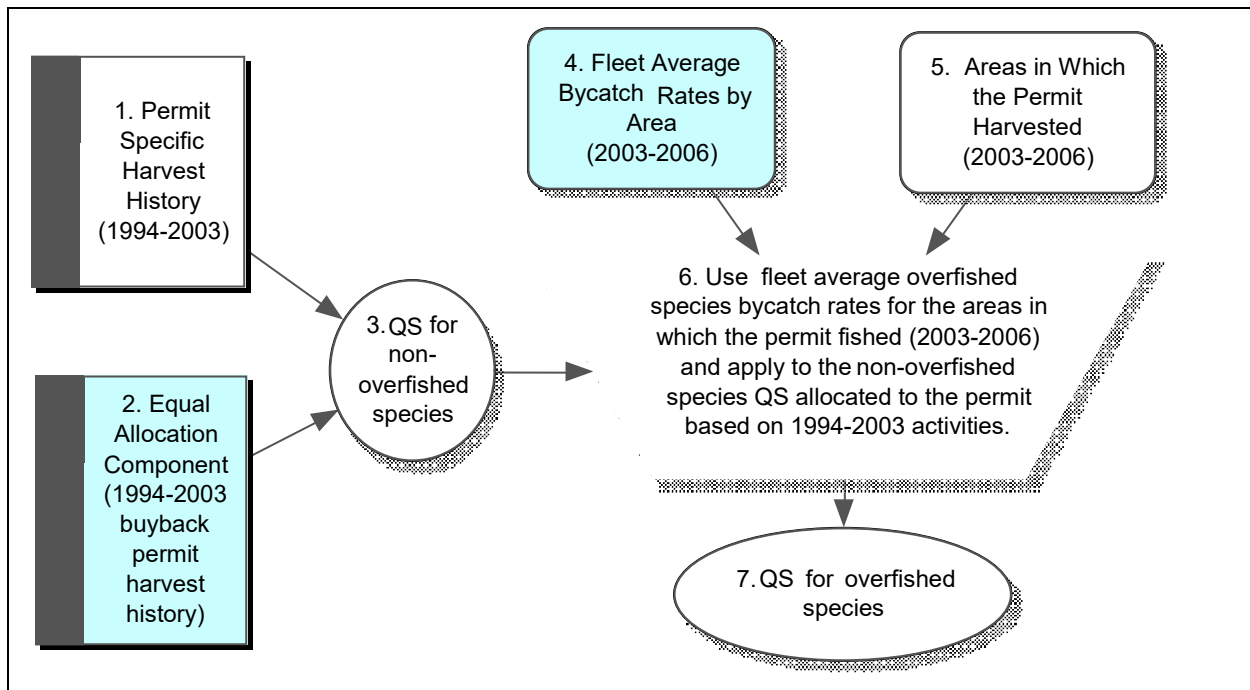 1. Permit
Specific
Harvest
History
(1994-2003)
2. Equal
Allocation
Component
(1994-2003
buyback
permit
harvest
history)
3. QS for
non-
overfished
species
4. Fleet Average
Bycatch Rates by
Area
(2003-2006)
5. Areas in Which
the Permit
Harvested
(2003-2006)
6. Use fleet average overfished
species bycatch rates for the areas in
which the permit fished (2003-2006)
and apply to the non-overfished
species QS allocated to the permit
based on 1994-2003 activities.
7. QS for overfished
species